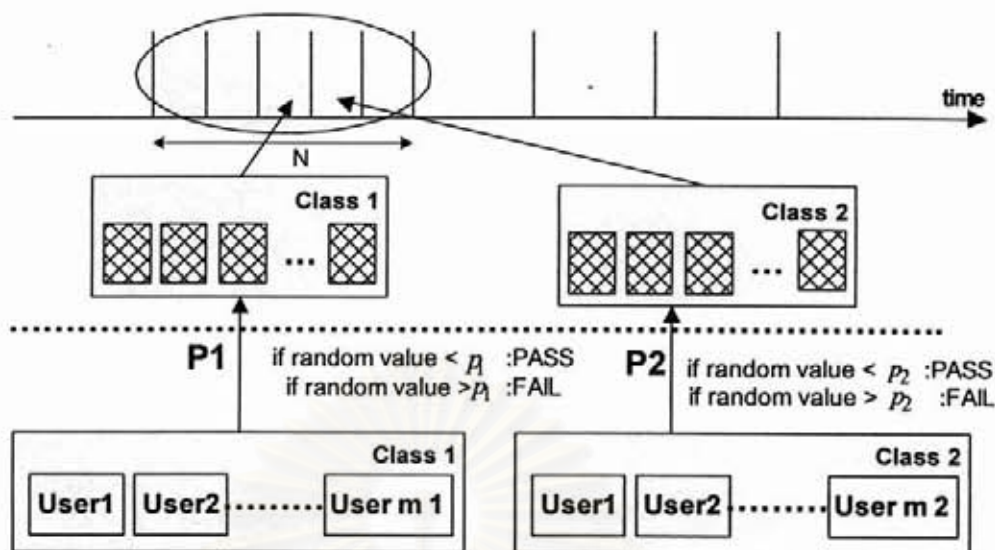 time
N
Class 1
...
Class 2
...
P1
if random value < p1 :PASS
if random value >p1 :FAIL
P2
if random value < p2 :PASS
if random value > p2 :FAIL
Class 1
User1
User2
User m 1
Class 2
User1
User2
User m 2